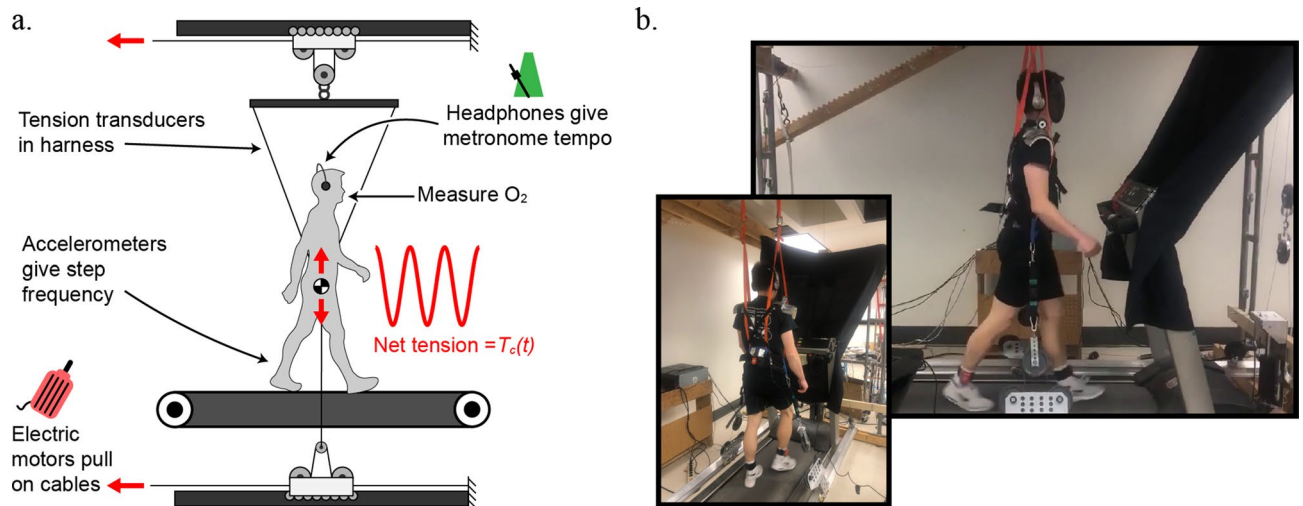 a.
b.
Tension transducers
in harness
Headphones give
metronome tempo
Measure O₂
Accelerometers
give step
frequency
Net tension =Tc(t)
Electric
motors pull
on cables